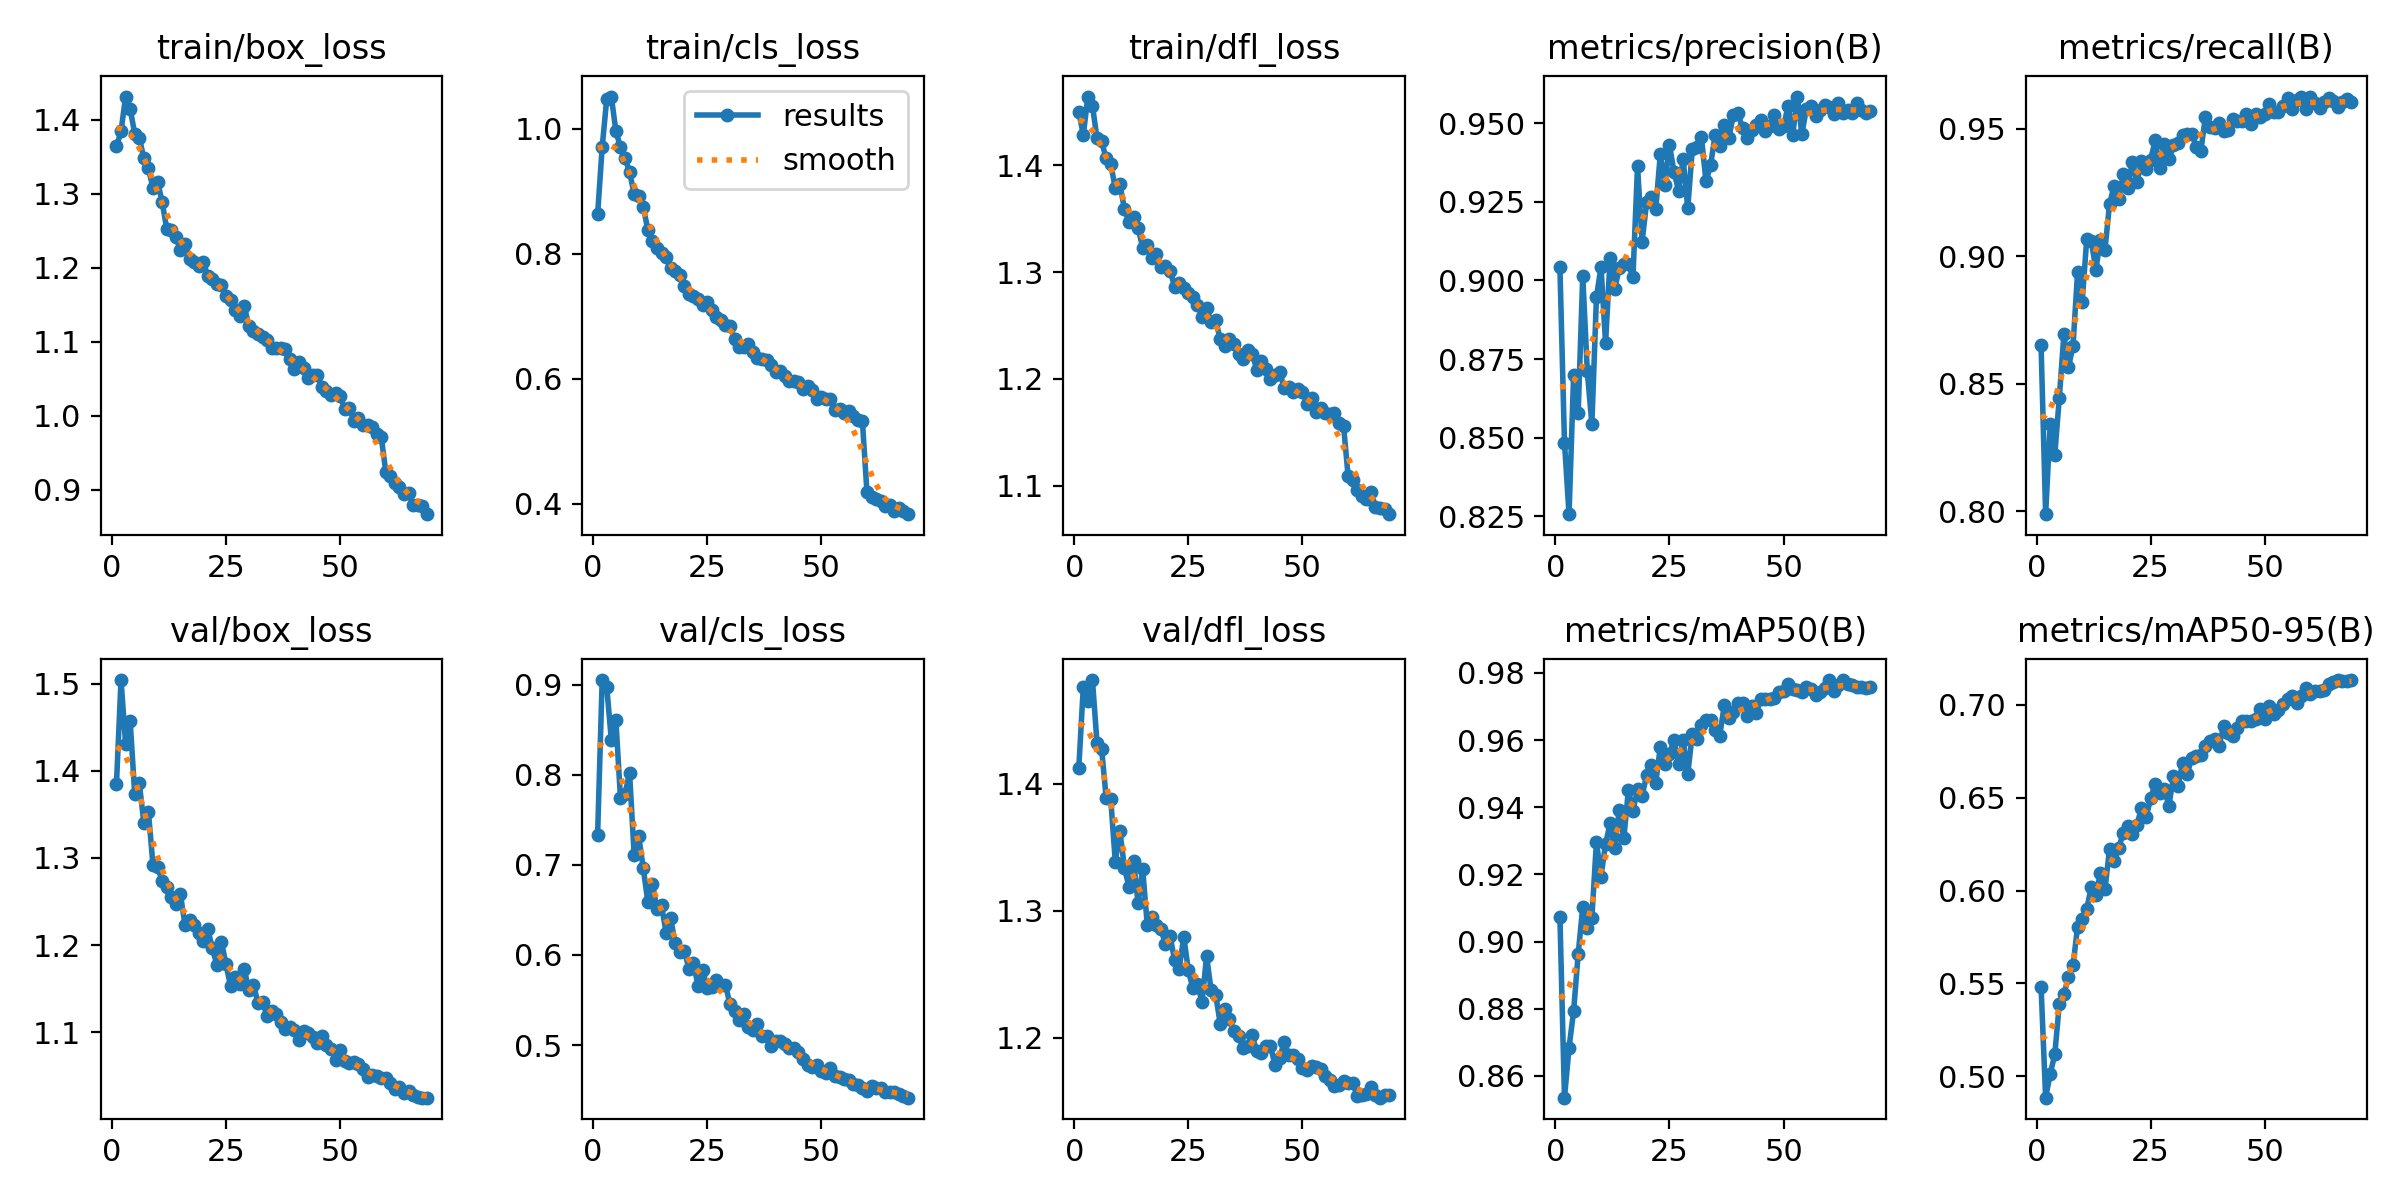 train/box_loss
1.4
1.3
1.2
1.1
1.0
0.9
0 25 50
train/cls_loss
results
smooth
1.0
0.8
0.6
0.4
0 25 50
train/dfl_loss
1.4
1.3
1.2
1.1
0 25 50
metrics/precision(B)
0.950
0.925
0.900
0.875
0.850
0.825
0 25 50
metrics/recall(B)
0.95
0.90
0.85
0.80
0 25 50
val/box_loss
1.5
1.4
1.3
1.2
1.1
0 25 50
val/cls_loss
0.9
0.8
0.7
0.6
0.5
0 25 50
val/dfl_loss
1.4
1.3
1.2
0 25 50
metrics/mAP50(B)
0.98
0.96
0.94
0.92
0.90
0.88
0.86
0 25 50
metrics/mAP50-95(B)
0.70
0.65
0.60
0.55
0.50
0 25 50